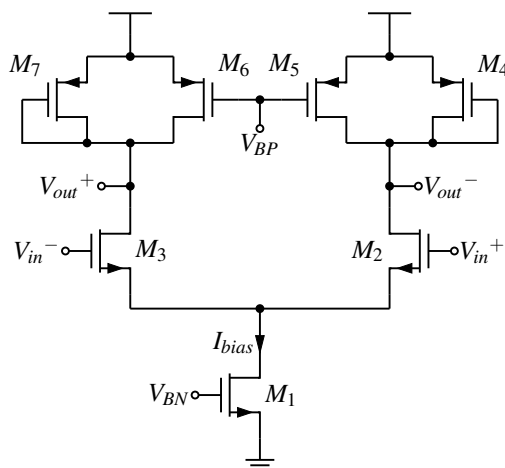 M7 M6 M5 M4
VBP
Vout+ Vout−
Vin− M3 M2 Vin+
Ibias
VBN M1